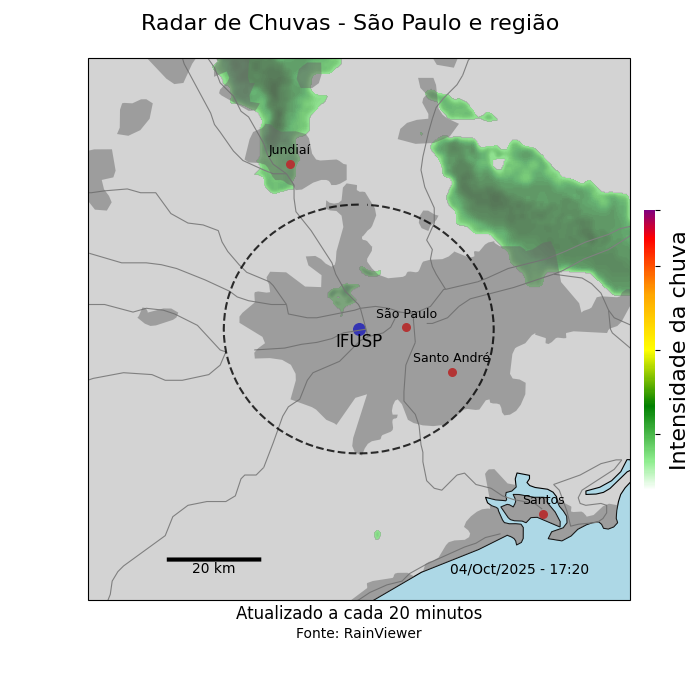 Radar de Chuvas - São Paulo e região
Jundiaí
São Paulo
IFUSP
Santo André
Santos
20 km
04/Oct/2025 - 17:20
Intensidade da chuva
Atualizado a cada 20 minutos
Fonte: RainViewer